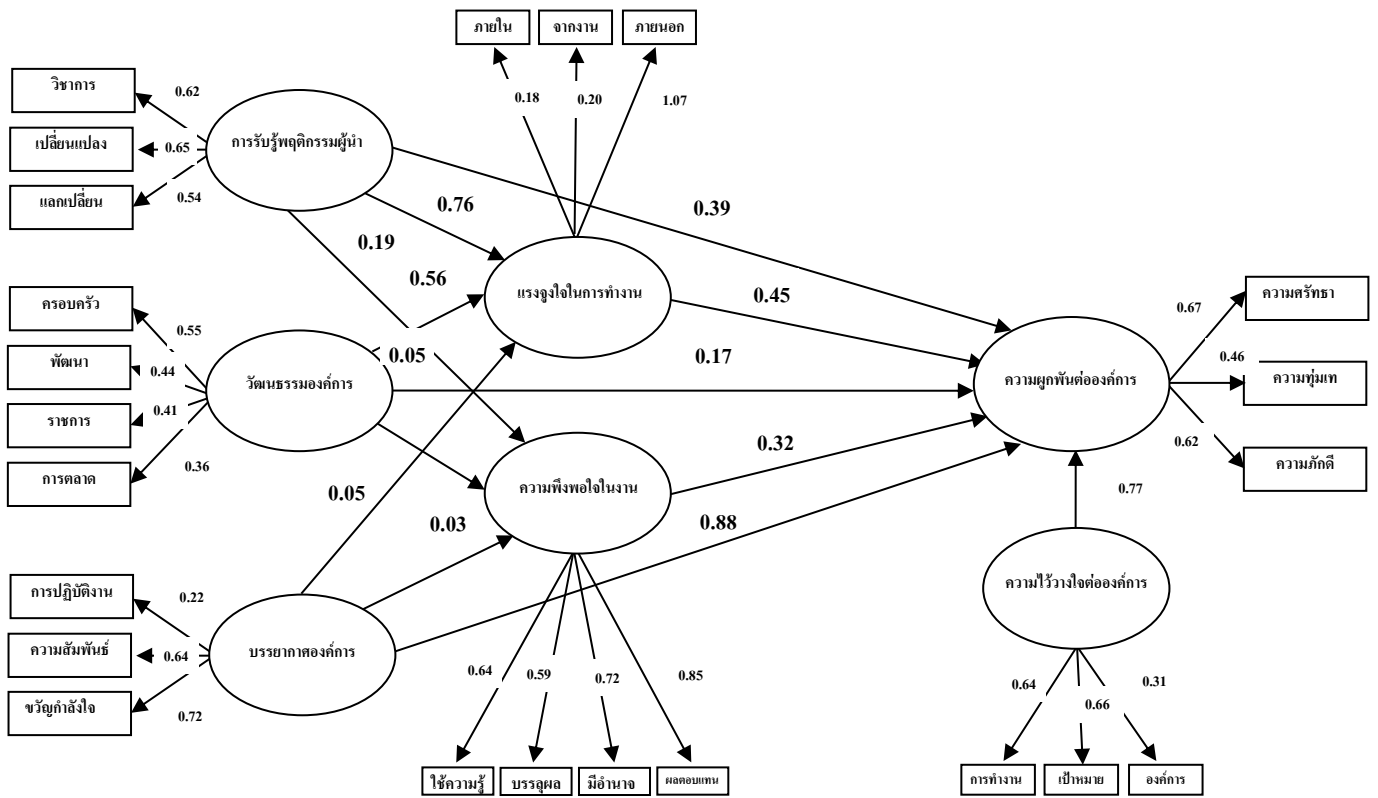 ภายใน
จากงาน
ภายนอก
วิชาการ
0.62
0.18
0.20
1.07
การรับรู้พฤติกรรมผู้นำ
เปลี่ยนแปลง
0.65
แลกเปลี่ยน
0.54
0.76
0.39
0.19
0.56
แรงจูงใจในการทำงาน
0.45
ครอบครัว
0.55
ความศรัทธา
0.67
พัฒนา
0.44
0.05
0.17
0.46
วัฒนธรรมองค์การ
ความผูกพันต่อองค์การ
ความทุ่มเท
ราชการ
0.41
การตลาด
0.36
0.32
0.62
ความภักดี
ความพึงพอใจในงาน
0.05
0.03
0.88
0.77
การปฏิบัติงาน
0.22
ความไว้วางใจต่อองค์การ
ความสัมพันธ์
0.64
บรรยากาศองค์การ
ขวัญกำลังใจ
0.72
0.64
0.59
0.72
0.85
0.64
0.66
0.31
ใช้ความรู้
บรรลุผล
มีอำนาจ
ผลตอบแทน
การทำงาน
เป้าหมาย
องค์การ